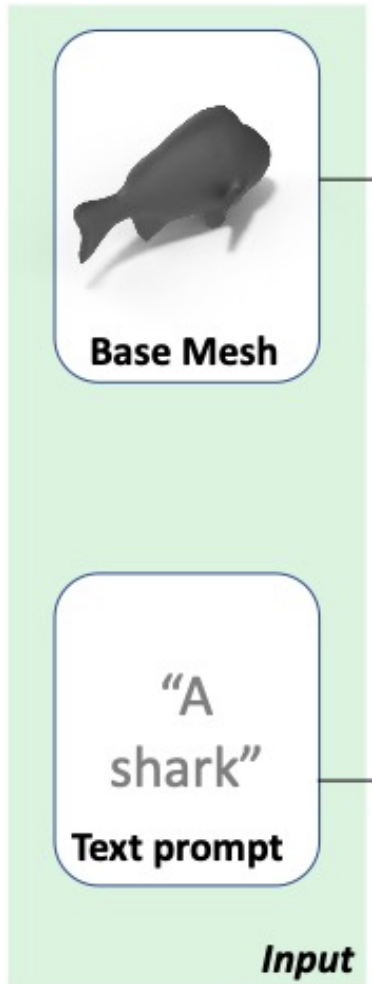 Base Mesh
“A
shark”
Text prompt
Input